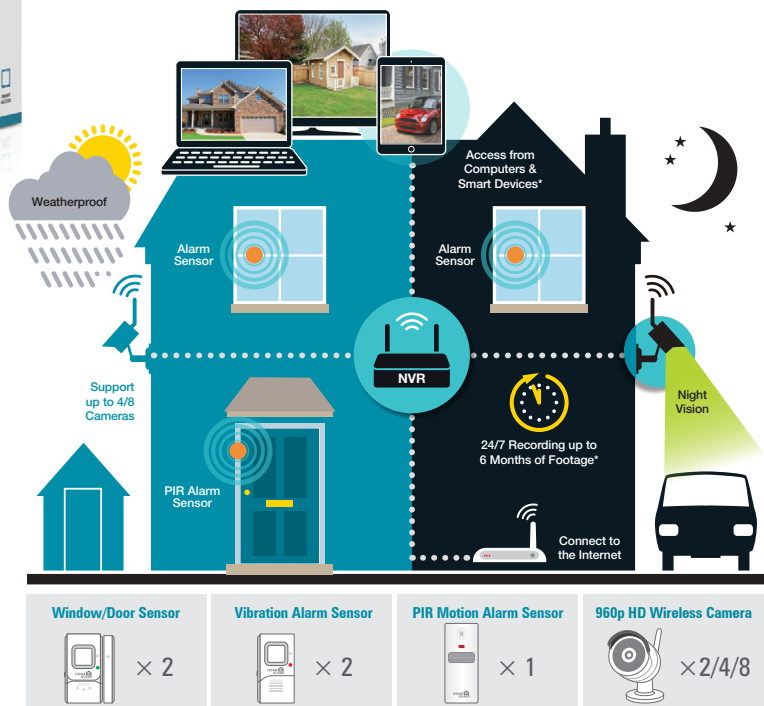 Weatherproof
Access from
Computers &
Smart Devices*
Alarm
Sensor
Alarm
Sensor
NVR
Support
up to 4/8
Cameras
Night
Vision
24/7 Recording up to
6 Months of Footage*
PIR Alarm
Sensor
Connect to
the Internet
Window/Door Sensor
× 2
Vibration Alarm Sensor
× 2
PIR Motion Alarm Sensor
× 1
960p HD Wireless Camera
×2/4/8